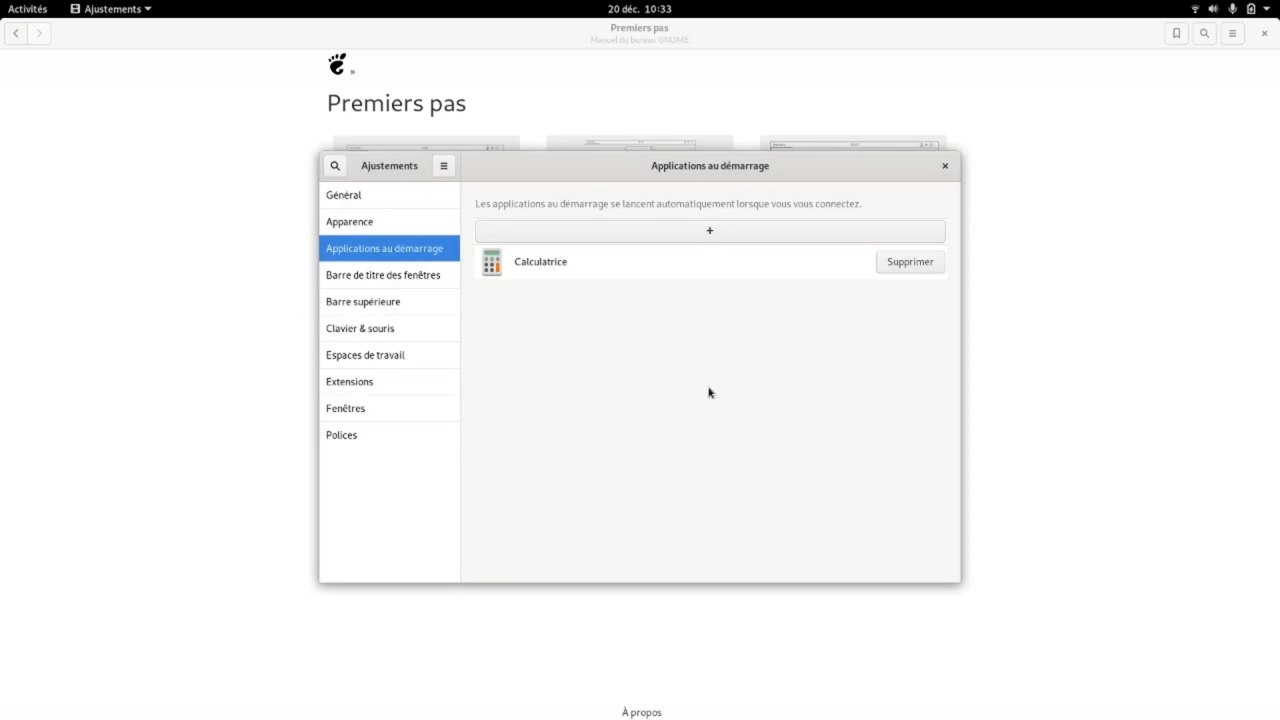 Activités Ajustements 20 déc. 10:33
Premiers pas
Manuel du bureau GNOME
»
Premiers pas
Ajustements
Applications au démarrage
Général
Apparence
Applications au démarrage
Barre de titre des fenêtres
Barre supérieure
Clavier & souris
Espaces de travail
Extensions
Fenêtres
Polices
Les applications au démarrage se lancent automatiquement lorsque vous vous connectez.
+
Calculatrice
Supprimer
À propos